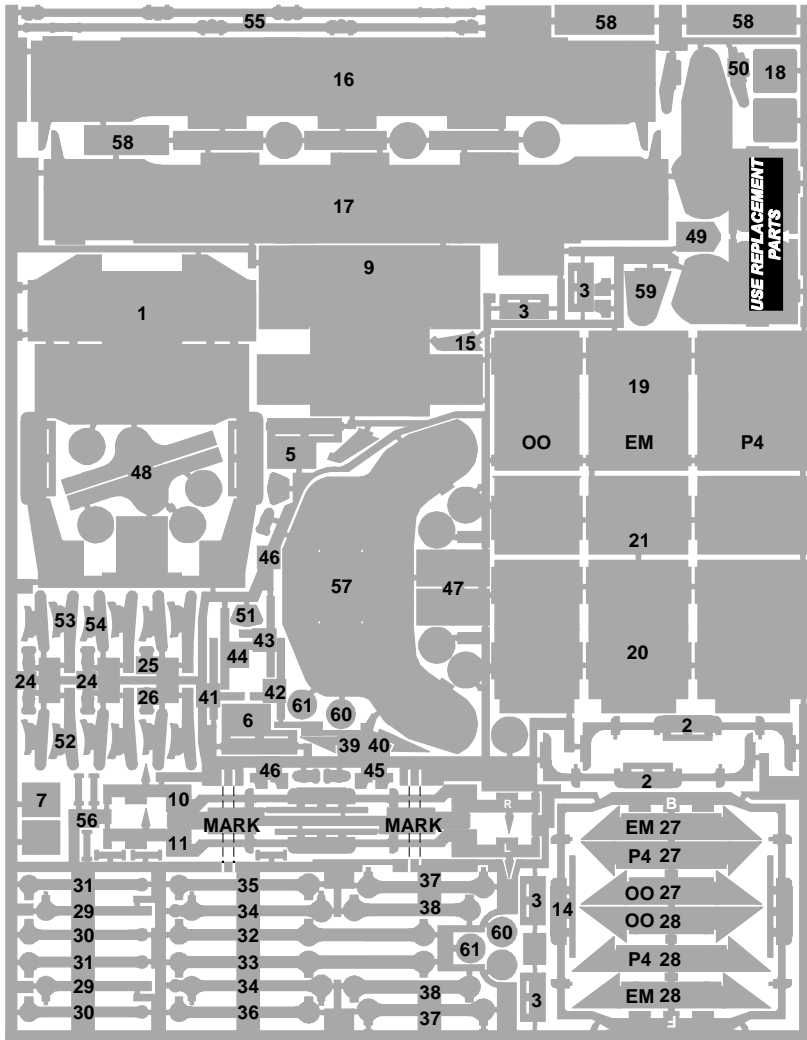 55
58 58
16 50 18
58
17
USE REPLACEMENT
PARTS
49
9
1
3 3 59
15
19
OO EM P4
5
48
46
21
57 47
53 54 51
43
44
20
24 24 25
26 41 42
61 60
6
52 39 40
2
46 45
2
7 10
56
R
B
MARK MARK
EM 27
11
L
P4 27
31 35 37
3 14 OO 27
29 34 38
OO 28
30 32 60
61
31 33 P4 28
29 34 38
3 EM 28
30 36 37
F